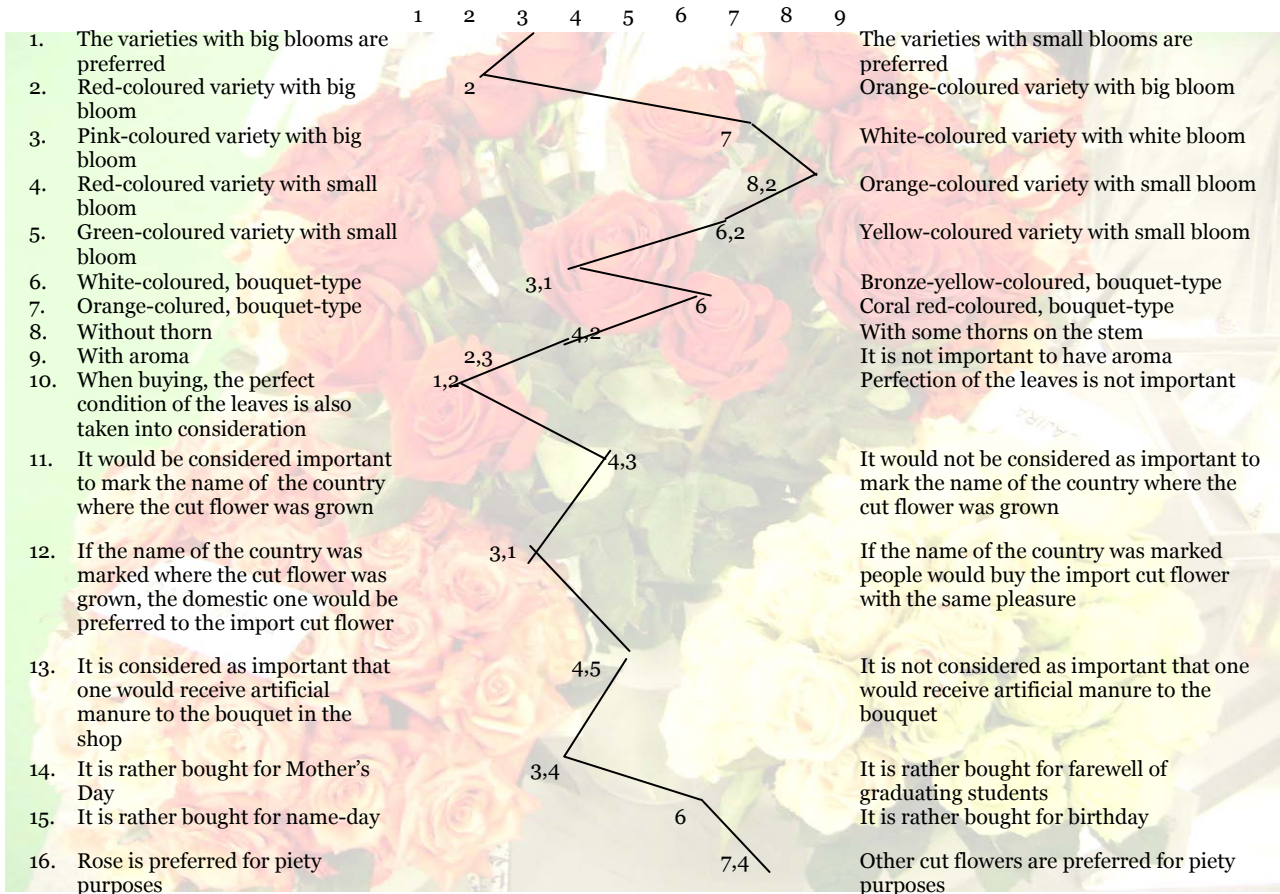 1 2 3 4 5 6 7 8 9
1. The varieties with big blooms are The varieties with small blooms are
preferred preferred
2. Red-coloured variety with big 2 Orange-coloured variety with big bloom
bloom
3. Pink-coloured variety with big 7 White-coloured variety with white bloom
bloom
4. Red-coloured variety with small 8,2 Orange-coloured variety with small bloom
bloom
5. Green-coloured variety with small 6,2 Yellow-coloured variety with small bloom
bloom
6. White-coloured, bouquet-type 3,1 Bronze-yellow-coloured, bouquet-type
7. Orange-colured, bouquet-type 6 Coral red-coloured, bouquet-type
8. Without thorn 4,2 With some thorns on the stem
9. With aroma 2,3 It is not important to have aroma
10. When buying, the perfect 1,2 Perfection of the leaves is not important
condition of the leaves is also
taken into consideration
11. It would be considered important 4,3 It would not be considered as important to
to mark the name of the country mark the name of the country where the
where the cut flower was grown cut flower was grown
12. If the name of the country was 3,1 If the name of the country was marked
marked where the cut flower was people would buy the import cut flower
grown, the domestic one would be with the same pleasure
preferred to the import cut flower
13. It is considered as important that 4,5 It is not considered as important that one
one would receive artificial would receive artificial manure to the
manure to the bouquet in the bouquet
shop
14. It is rather bought for Mother's 3,4 It is rather bought for farewell of
Day graduating students
15. It is rather bought for name-day 6 It is rather bought for birthday
16. Rose is preferred for piety 7,4 Other cut flowers are preferred for piety
purposes purposes